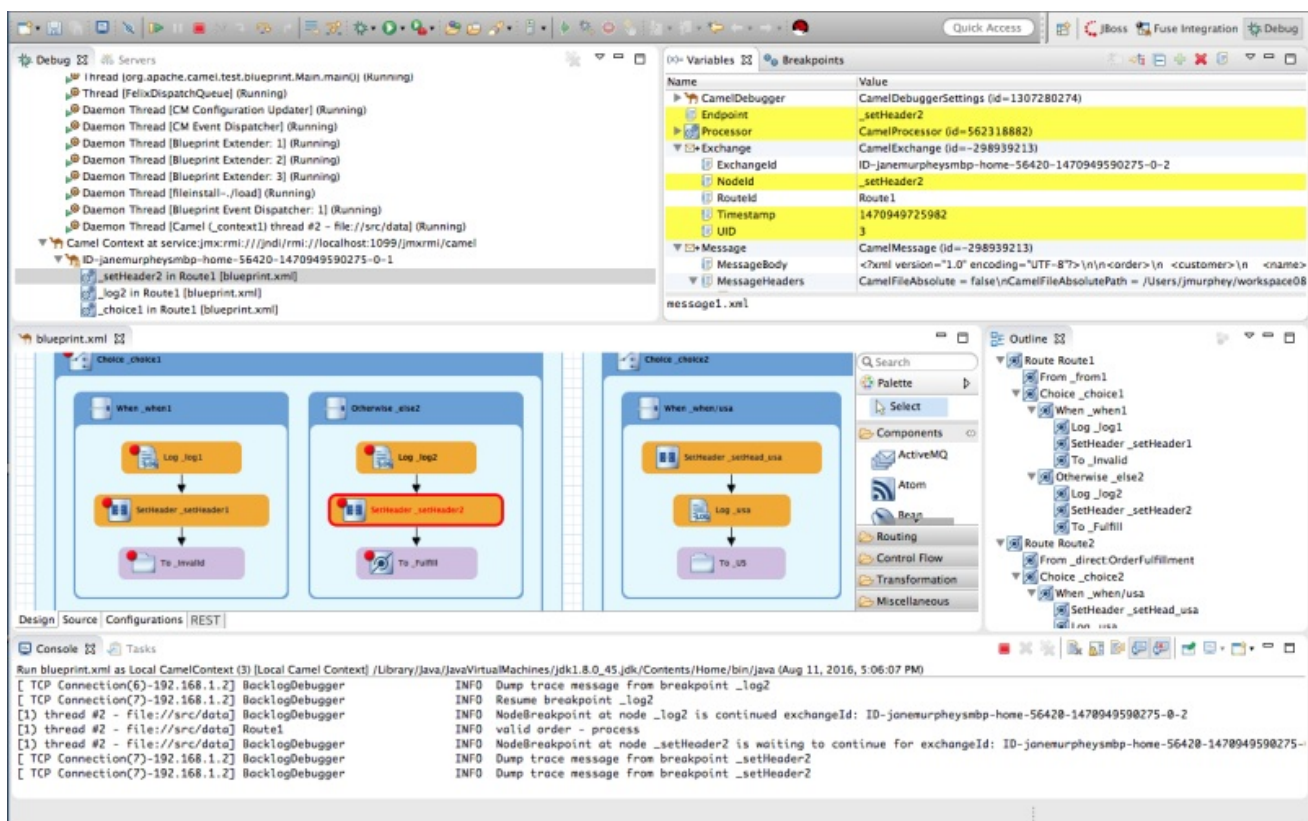 Quick Access JBoss Fuse Integration Debug
Debug Servers
Thread [org.apache.camel.test.blueprint.Main.main()] (Running)
Thread [FelixDispatchQueue] (Running)
Daemon Thread [CM Configuration Updater] (Running)
Daemon Thread [CM Event Dispatcher] (Running)
Daemon Thread [Blueprint Extender: 1] (Running)
Daemon Thread [Blueprint Extender: 2] (Running)
Daemon Thread [Blueprint Extender: 3] (Running)
Daemon Thread [fileinstall-./load] (Running)
Daemon Thread [Blueprint Event Dispatcher: 1] (Running)
Daemon Thread [Camel (_context1) thread #2 - file://src/data] (Running)
Camel Context at service:jmx:rmi:///jndi/rmi://localhost:1099/jmxrmi/camel
ID-janemurpheysmbp-home-56420-1470949590275-0-1
_setHeader2 in Route1 [blueprint.xml]
_log2 in Route1 [blueprint.xml]
_choice1 in Route1 [blueprint.xml]
(x)= Variables Breakpoints
Name Value
CamelDebugger CamelDebuggerSettings (id=1307280274)
Endpoint _setHeader2
Processor CamelProcessor (id=562318882)
Exchange CamelExchange (id=-298939213)
ExchangeId ID-janemurpheysmbp-home-56420-1470949590275-0-2
NodeId _setHeader2
RouteId Route1
Timestamp 1470949725982
UID 3
Message CamelMessage (id=-298939213)
MessageBody <?xml version="1.0" encoding="UTF-8"?>\n\n<order>\n <customer>\n <name>
MessageHeaders CamelFileAbsolute = false\nCamelFileAbsolutePath = /Users/jmurphey/workspace08
message1.xml
blueprint.xml
Choice _choice1
When _when1
Log _log1
SetHeader _setHeader1
To _Invalid
Otherwise _else2
Log _log2
SetHeader _setHeader2
To _Fulfill
Choice _choice2
When _when/usa
SetHeader _setHead_usa
Log _usa
To _US
Search
Palette
Select
Components
ActiveMQ
Atom
Bean
Routing
Control Flow
Transformation
Miscellaneous
Design Source Configurations REST
Outline
Route Route1
From _from1
Choice _choice1
When _when1
Log _log1
SetHeader _setHeader1
To _Invalid
Otherwise _else2
Log _log2
SetHeader _setHeader2
To _Fulfill
Route Route2
From _direct:OrderFulfillment
Choice _choice2
When _when/usa
SetHeader _setHead_usa
Log _usa
Console Tasks
Run blueprint.xml as Local CamelContext (3) [Local Camel Context] /Library/Java/JavaVirtualMachines/jdk1.8.0_45.jdk/Contents/Home/bin/java (Aug 11, 2016, 5:06:07 PM)
[ TCP Connection(6)-192.168.1.2] BacklogDebugger INFO Dump trace message from breakpoint _log2
[ TCP Connection(7)-192.168.1.2] BacklogDebugger INFO Resume breakpoint _log2
[1) thread #2 - file://src/data] BacklogDebugger INFO NodeBreakpoint at node _log2 is continued exchangeId: ID-janemurpheysmbp-home-56420-1470949590275-0-2
[1) thread #2 - file://src/data] Route1 INFO valid order - process
[1) thread #2 - file://src/data] BacklogDebugger INFO NodeBreakpoint at node _setHeader2 is waiting to continue for exchangeId: ID-janemurpheysmbp-home-56420-1470949590275-
[ TCP Connection(7)-192.168.1.2] BacklogDebugger INFO Dump trace message from breakpoint _setHeader2
[ TCP Connection(7)-192.168.1.2] BacklogDebugger INFO Dump trace message from breakpoint _setHeader2